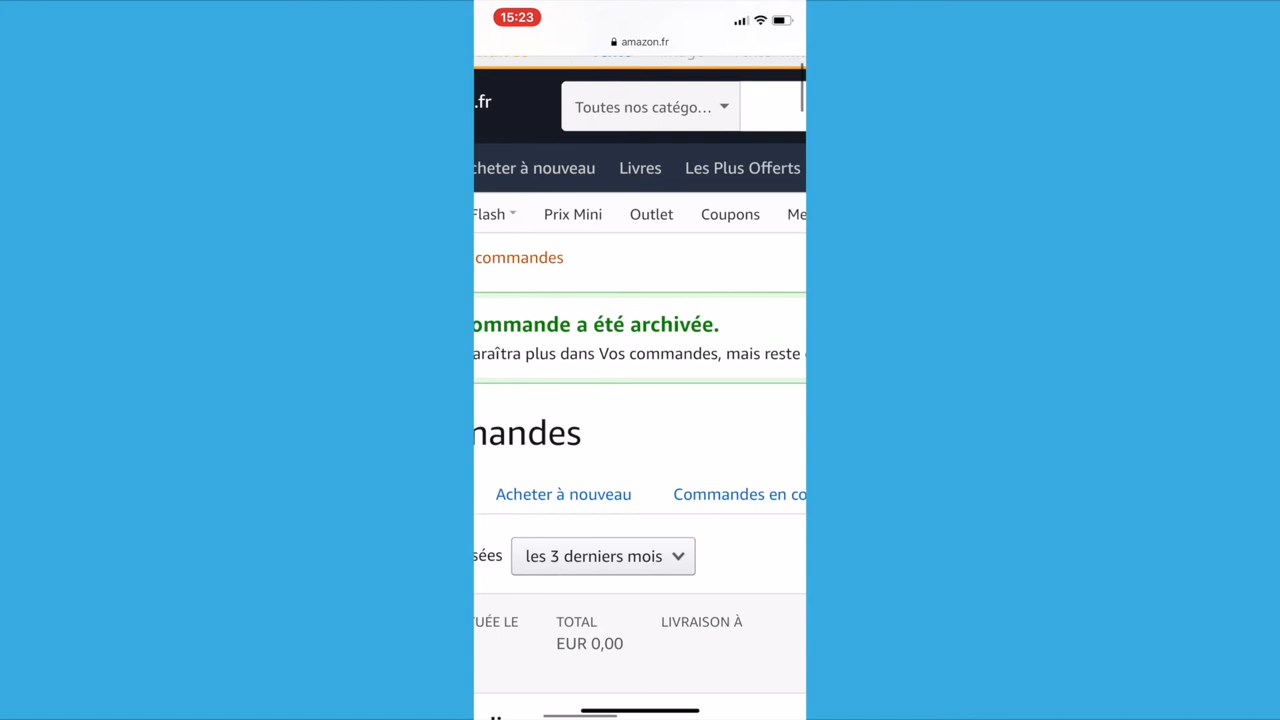 15:23
amazon.fr
.fr
Toutes nos catégo...
cheter à nouveau Livres Les Plus Offerts
Flash Prix Mini Outlet Coupons Me
commandes
ommande a été archivée.
araîtra plus dans Vos commandes, mais reste
mandes
Acheter à nouveau Commandes en co
sées les 3 derniers mois
TUÉE LE TOTAL LIVRAISON À
EUR 0,00